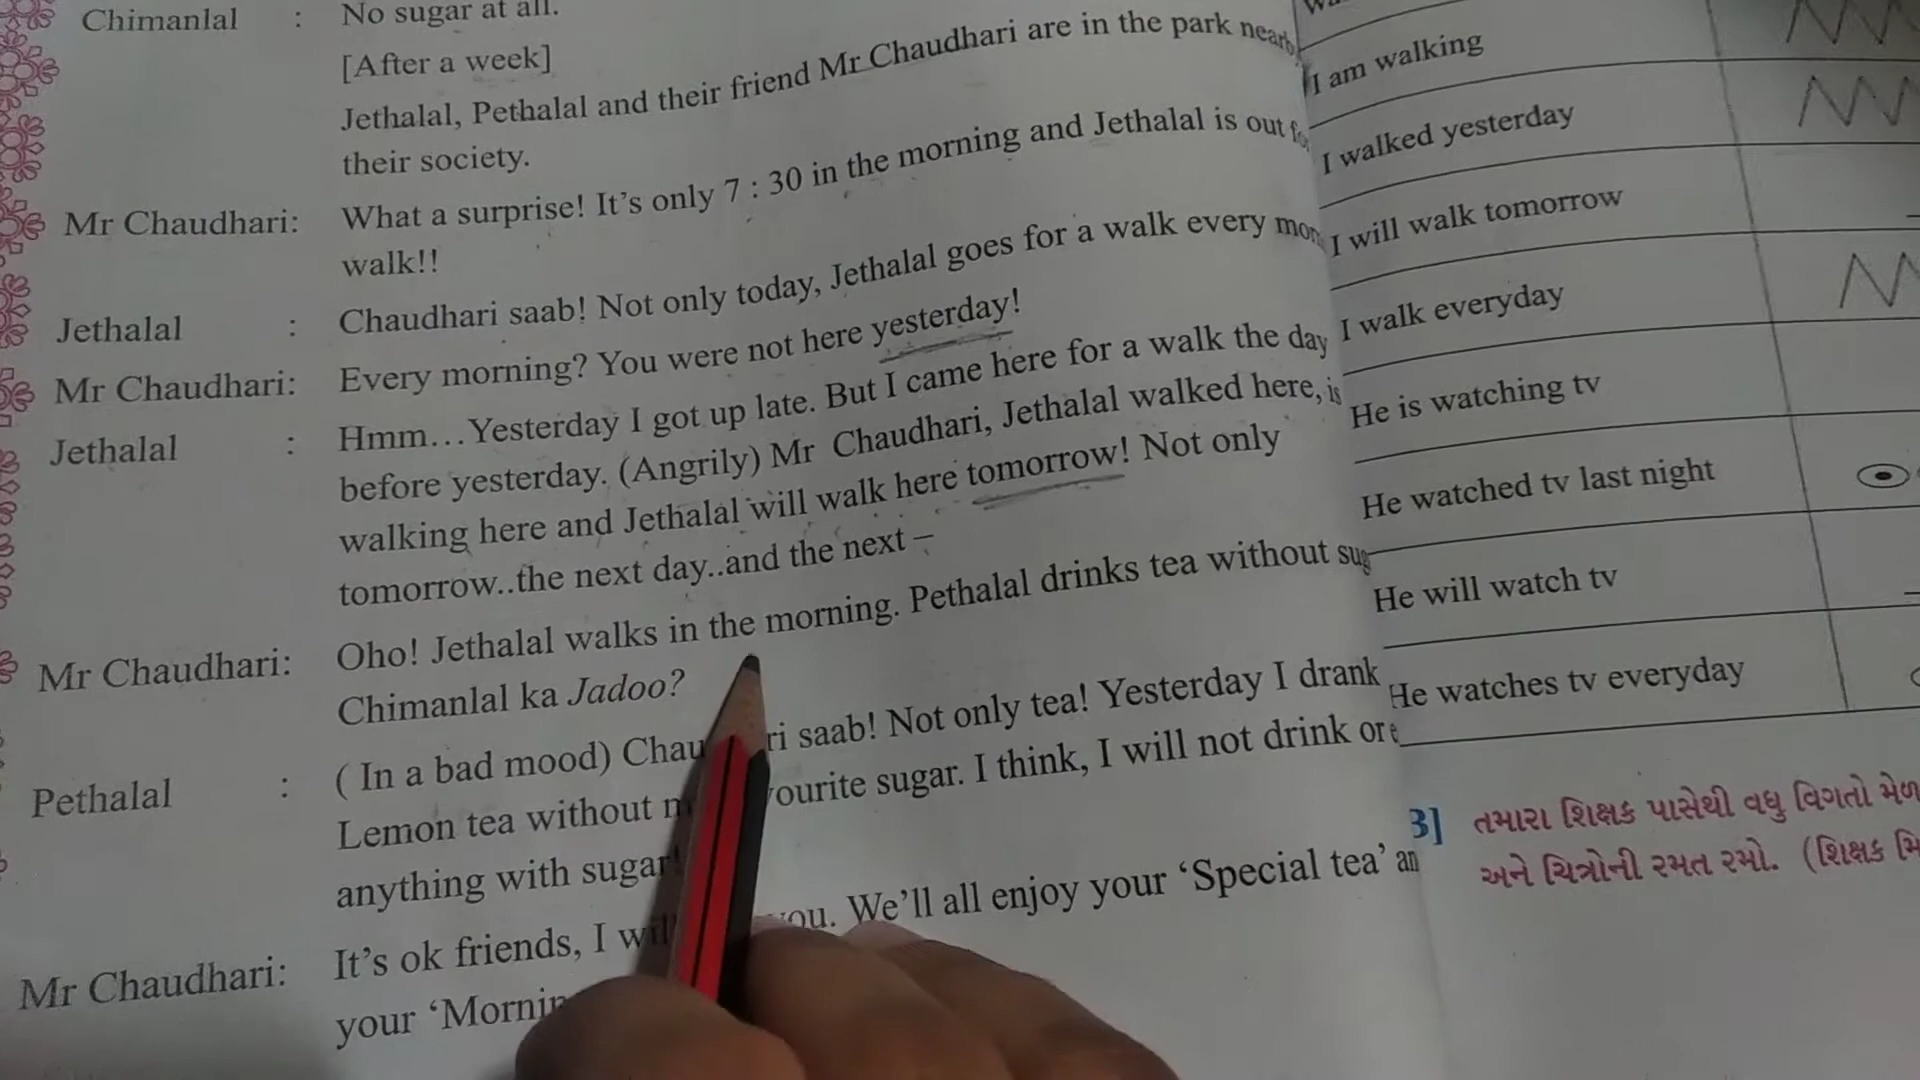 Chimanlal : No sugar at all.
[After a week]
Jethalal, Pethalal and their friend Mr Chaudhari are in the park
their society.
Mr Chaudhari: What a surprise! It's only 7 : 30 in the morning and Jethalal is out
walk!!
Jethalal : Chaudhari saab! Not only today, Jethalal goes for a walk every
Mr Chaudhari: Every morning? You were not here yesterday!
Jethalal : Hmm...Yesterday I got up late. But I came here for a walk the day
before yesterday. (Angrily) Mr Chaudhari, Jethalal walked here, is
walking here and Jethalal will walk here tomorrow! Not only
tomorrow..the next day..and the next –
Mr Chaudhari: Oho! Jethalal walks in the morning. Pethalal drinks tea without
Chimanlal ka Jadoo?
Pethalal : ( In a bad mood) saab! Not only tea! Yesterday I drank
Lemon tea without sugar. I think, I will not drink
anything with sugar!
Mr Chaudhari: It's ok friends, I you. We'll all enjoy your 'Special tea'
your
I am walking
I walked yesterday
I will walk tomorrow
I walk everyday
He is watching tv
He watched tv last night
He will watch tv
He watches tv everyday
3] તમારા શિક્ષક પાસેથી વધુ વિગતો
અને ચિત્રોની રમત રમો. (શિક્ષક